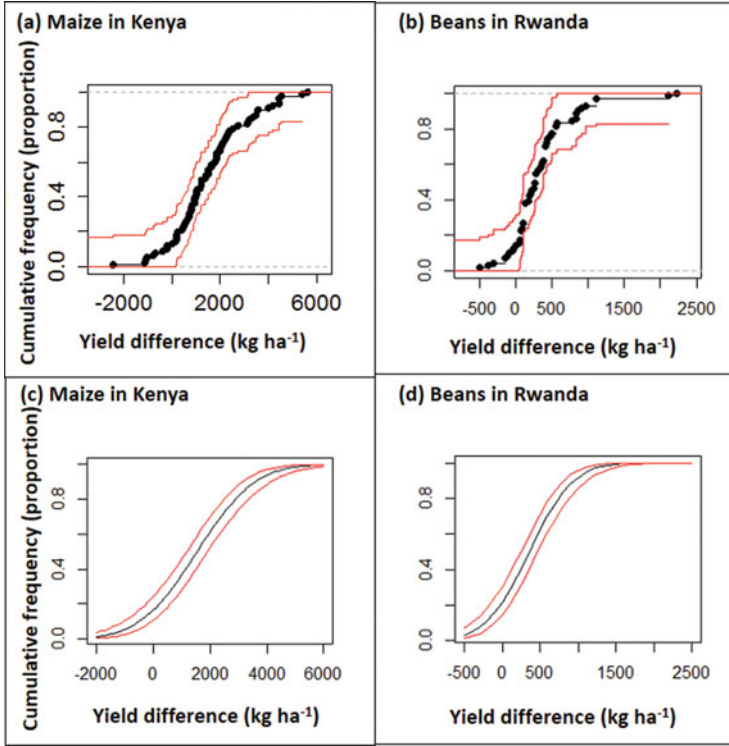 (a) Maize in Kenya
Cumulative frequency (proportion)
0.0 0.4 0.8
-2000 2000 6000
Yield difference (kg ha-1)
(b) Beans in Rwanda
0.0 0.4 0.8
-500 0 500 1500 2500
Yield difference (kg ha-1)
(c) Maize in Kenya
Cumulative frequency (proportion)
0.0 0.4 0.8
-2000 0 2000 4000 6000
Yield difference (kg ha-1)
(d) Beans in Rwanda
0.0 0.4 0.8
-500 0 500 1500 2500
Yield difference (kg ha-1)